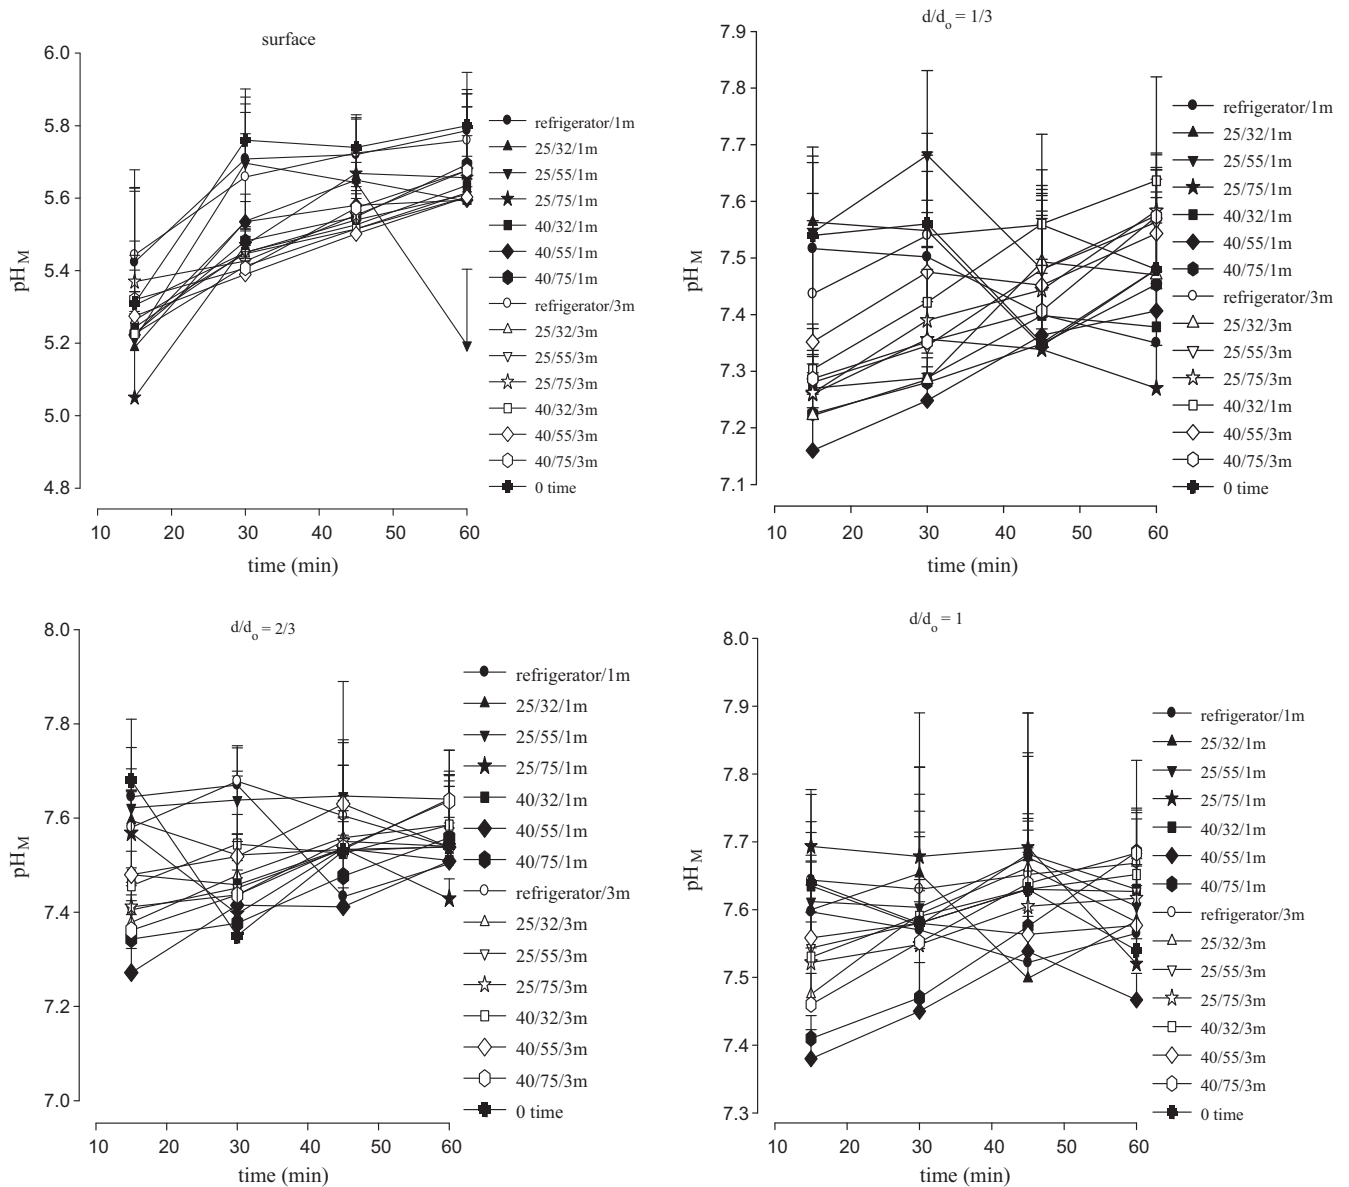 surface
6.0
5.8
5.6
5.4
5.2
5.0
4.8
pHM
10 20 30 40 50 60
time (min)
refrigerator/1m
25/32/1m
25/55/1m
25/75/1m
40/32/1m
40/55/1m
40/75/1m
refrigerator/3m
25/32/3m
25/55/3m
25/75/3m
40/32/3m
40/55/3m
40/75/3m
0 time
d/do = 1/3
7.9
7.8
7.7
7.6
7.5
7.4
7.3
7.2
7.1
pHM
10 20 30 40 50 60
time (min)
refrigerator/1m
25/32/1m
25/55/1m
25/75/1m
40/32/1m
40/55/1m
40/75/1m
refrigerator/3m
25/32/3m
25/55/3m
25/75/3m
40/32/1m
40/55/3m
40/75/3m
0 time
d/do = 2/3
8.0
7.8
7.6
7.4
7.2
7.0
pHM
10 20 30 40 50 60
time (min)
refrigerator/1m
25/32/1m
25/55/1m
25/75/1m
40/32/1m
40/55/1m
40/75/1m
refrigerator/3m
25/32/3m
25/55/3m
25/75/3m
40/32/3m
40/55/3m
40/75/3m
0 time
d/do = 1
8.0
7.9
7.8
7.7
7.6
7.5
7.4
7.3
pHM
10 20 30 40 50 60
time (min)
refrigerator/1m
25/32/1m
25/55/1m
25/75/1m
40/32/1m
40/55/1m
40/75/1m
refrigerator/3m
25/32/3m
25/55/3m
25/75/3m
40/32/3m
40/55/3m
40/75/3m
0 time